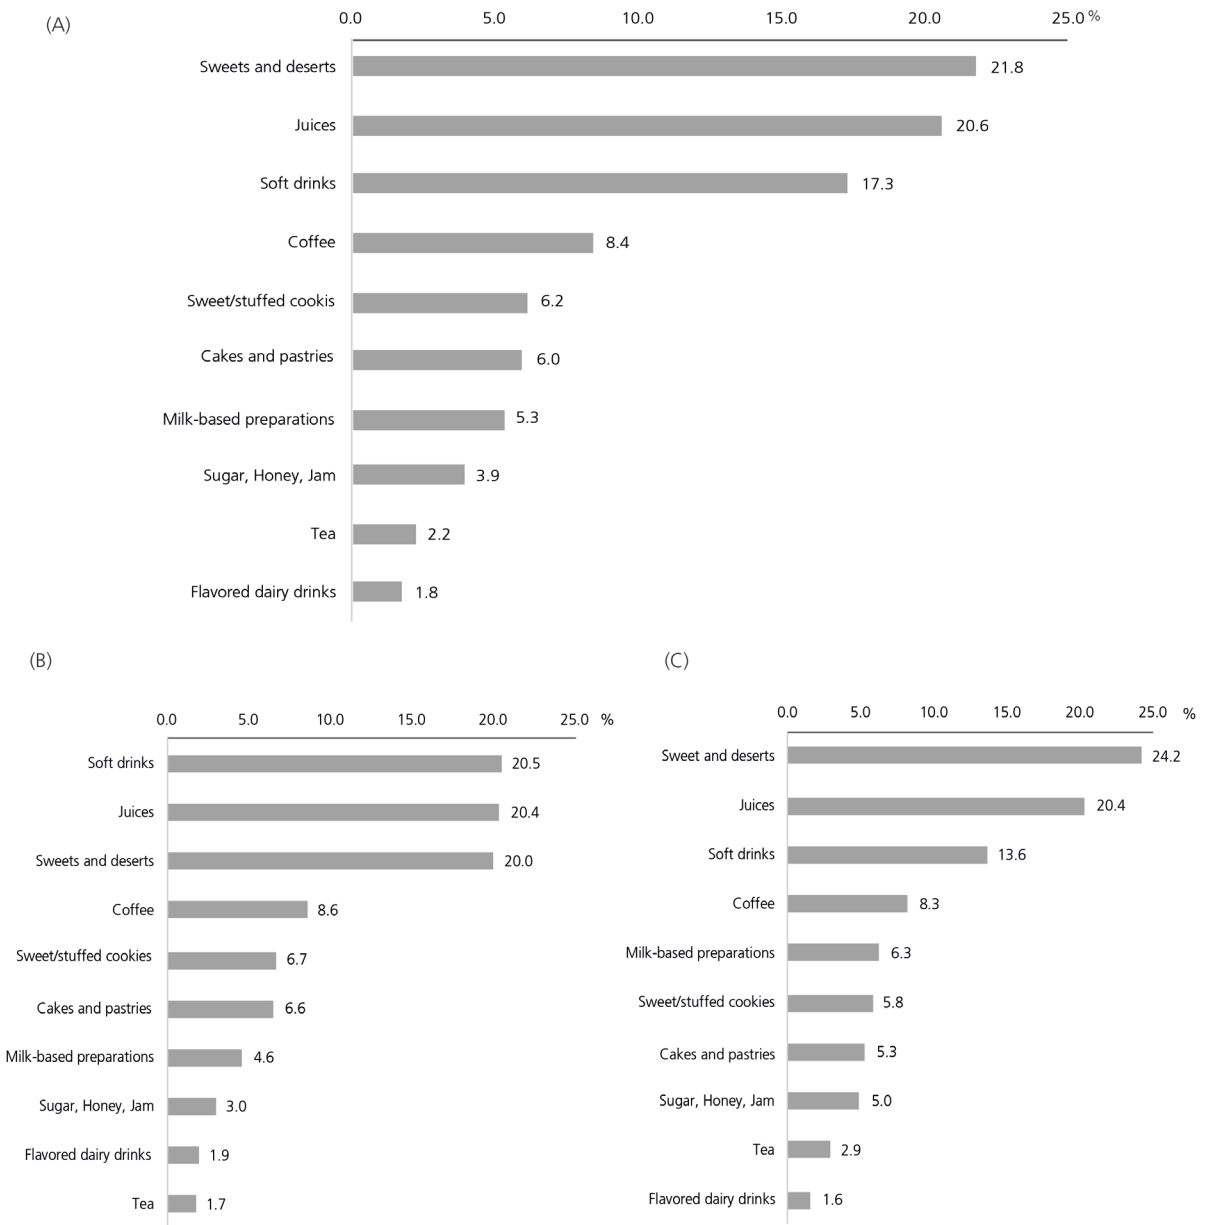 (A)
0.0 5.0 10.0 15.0 20.0 25.0 %
Sweets and deserts 21.8
Juices 20.6
Soft drinks 17.3
Coffee 8.4
Sweet/stuffed cookis 6.2
Cakes and pastries 6.0
Milk-based preparations 5.3
Sugar, Honey, Jam 3.9
Tea 2.2
Flavored dairy drinks 1.8
(B)
0.0 5.0 10.0 15.0 20.0 25.0 %
Soft drinks 20.5
Juices 20.4
Sweets and deserts 20.0
Coffee 8.6
Sweet/stuffed cookies 6.7
Cakes and pastries 6.6
Milk-based preparations 4.6
Sugar, Honey, Jam 3.0
Flavored dairy drinks 1.9
Tea 1.7
(C)
0.0 5.0 10.0 15.0 20.0 25.0 %
Sweet and deserts 24.2
Juices 20.4
Soft drinks 13.6
Coffee 8.3
Milk-based preparations 6.3
Sweet/stuffed cookies 5.8
Cakes and pastries 5.3
Sugar, Honey, Jam 5.0
Tea 2.9
Flavored dairy drinks 1.6